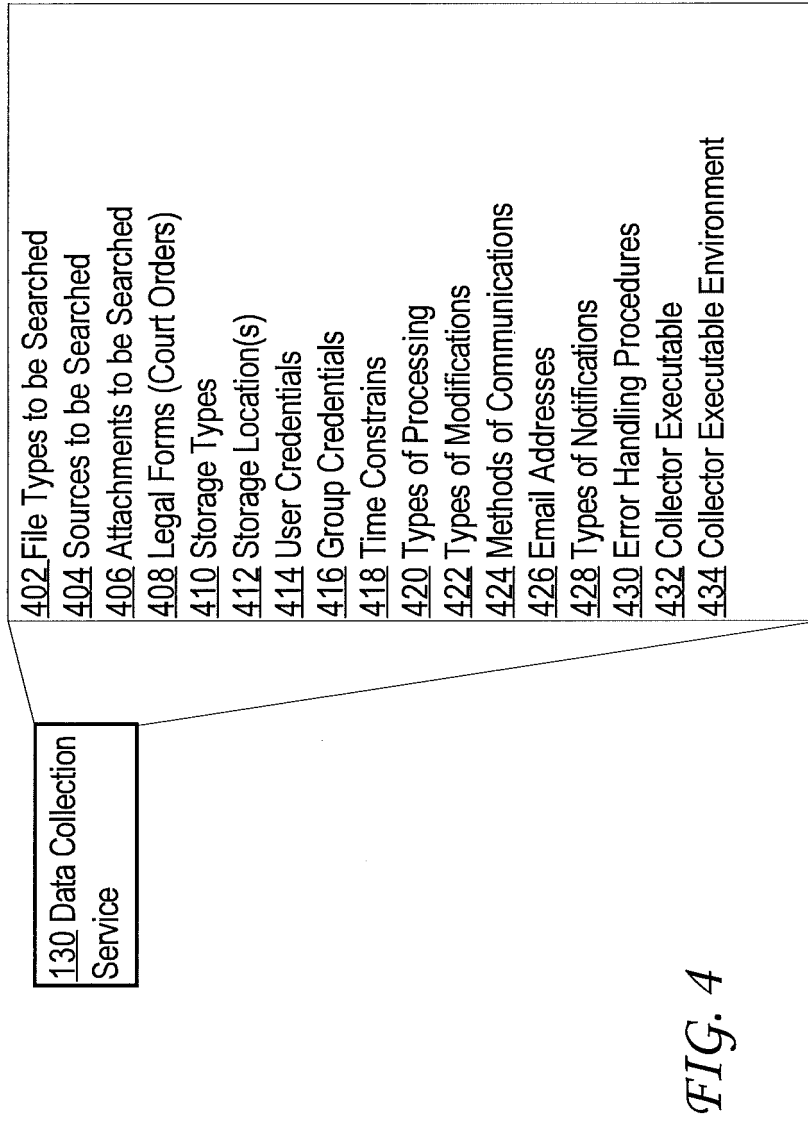 130 Data Collection
Service
402 File Types to be Searched
404 Sources to be Searched
406 Attachments to be Searched
408 Legal Forms (Court Orders)
410 Storage Types
412 Storage Location(s)
414 User Credentials
416 Group Credentials
418 Time Constrains
420 Types of Processing
422 Types of Modifications
424 Methods of Communications
426 Email Addresses
428 Types of Notifications
430 Error Handling Procedures
432 Collector Executable
434 Collector Executable Environment
FIG. 4